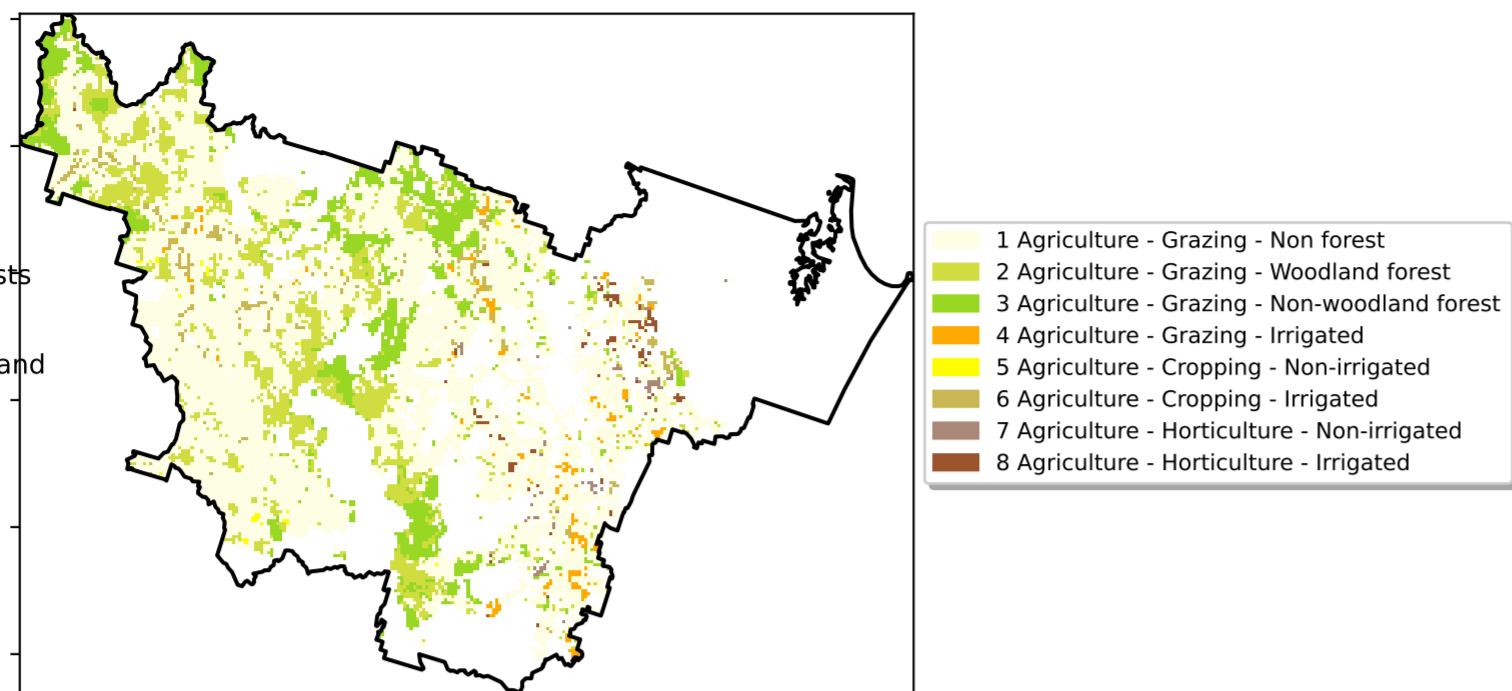 sts
and
1 Agriculture - Grazing - Non forest
2 Agriculture - Grazing - Woodland forest
3 Agriculture - Grazing - Non-woodland forest
4 Agriculture - Grazing - Irrigated
5 Agriculture - Cropping - Non-irrigated
6 Agriculture - Cropping - Irrigated
7 Agriculture - Horticulture - Non-irrigated
8 Agriculture - Horticulture - Irrigated